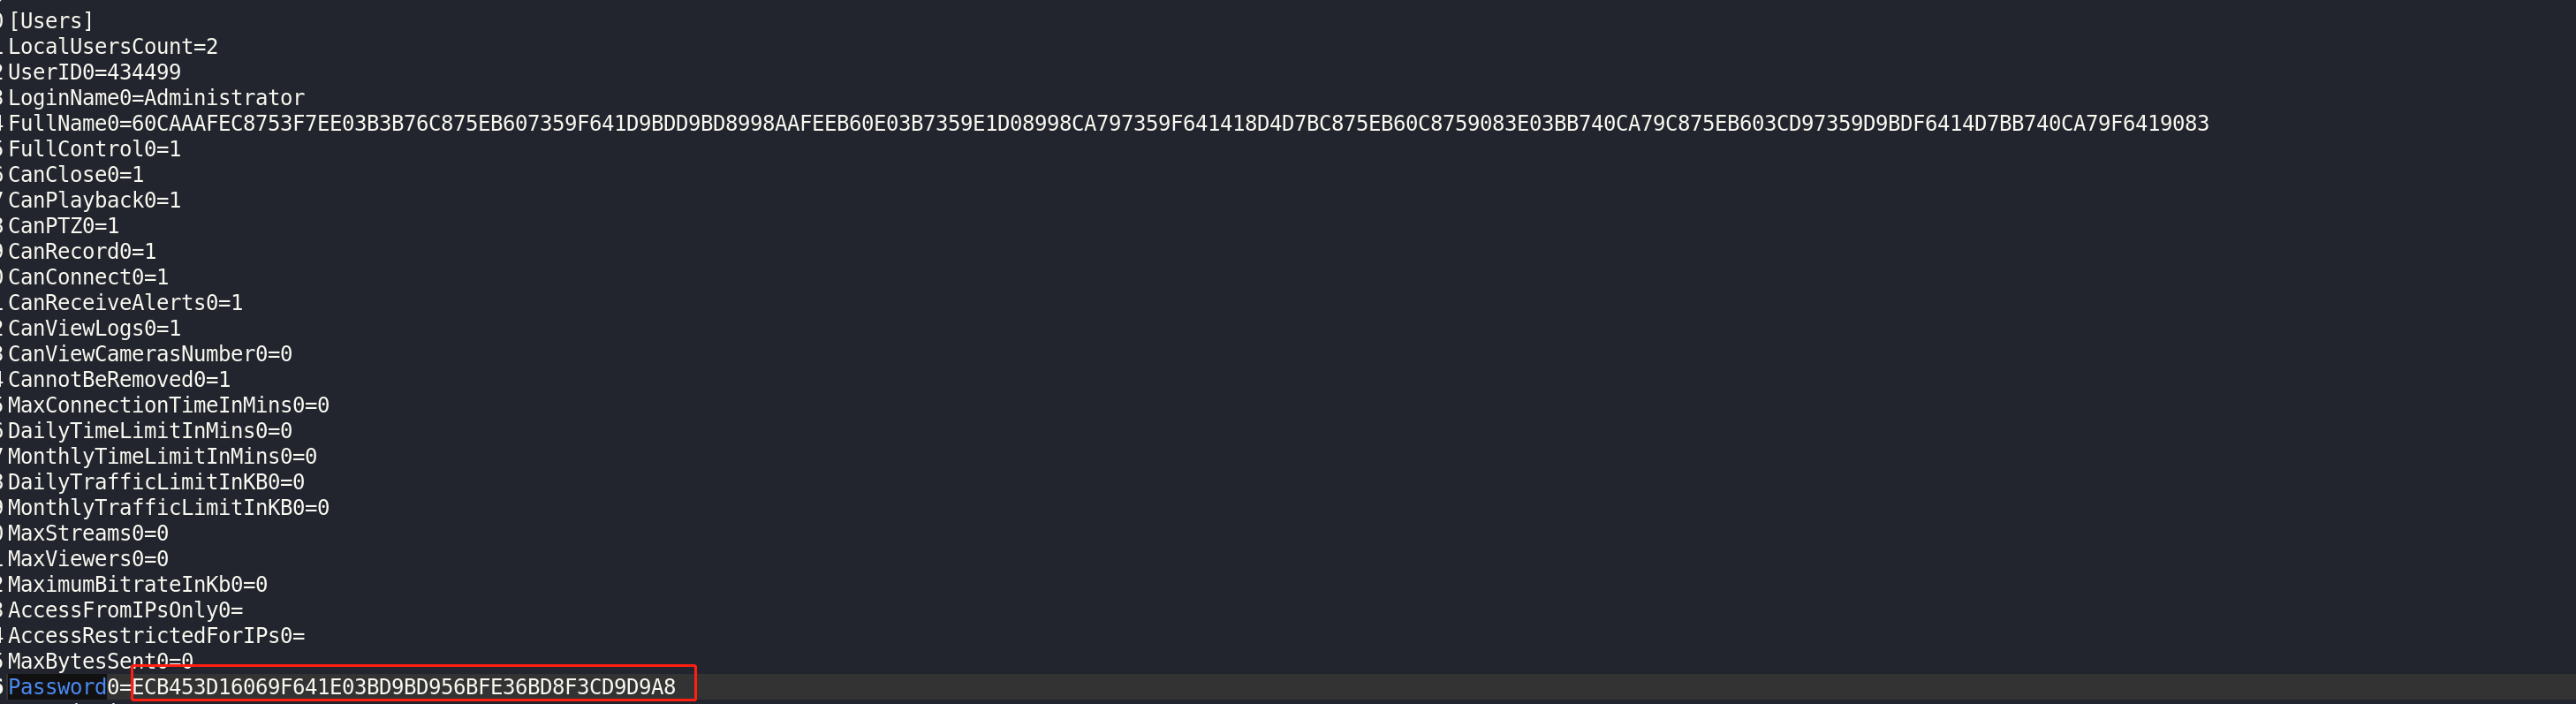 [Users]
LocalUsersCount=2
UserID0=434499
LoginName0=Administrator
FullName0=60CAAAFEC8753F7EE03B3B76C875EB607359F641D9BDD9BD8998AAFEEB60E03B7359E1D08998CA797359F641418D4D7BC875EB60C8759083E03BB740CA79C875EB603CD97359D9BDF6414D7BB740CA79F6419083
FullControl0=1
CanClose0=1
CanPlayback0=1
CanPTZ0=1
CanRecord0=1
CanConnect0=1
CanReceiveAlerts0=1
CanViewLogs0=1
CanViewCamerasNumber0=0
CannotBeRemoved0=1
MaxConnectionTimeInMins0=0
DailyTimeLimitInMins0=0
MonthlyTimeLimitInMins0=0
DailyTrafficLimitInKB0=0
MonthlyTrafficLimitInKB0=0
MaxStreams0=0
MaxViewers0=0
MaximumBitrateInKb0=0
AccessFromIPsOnly0=
AccessRestrictedForIPs0=
MaxBytesSent0=0
Password0=ECB453D16069F641E03BD9BD956BFE36BD8F3CD9D9A8